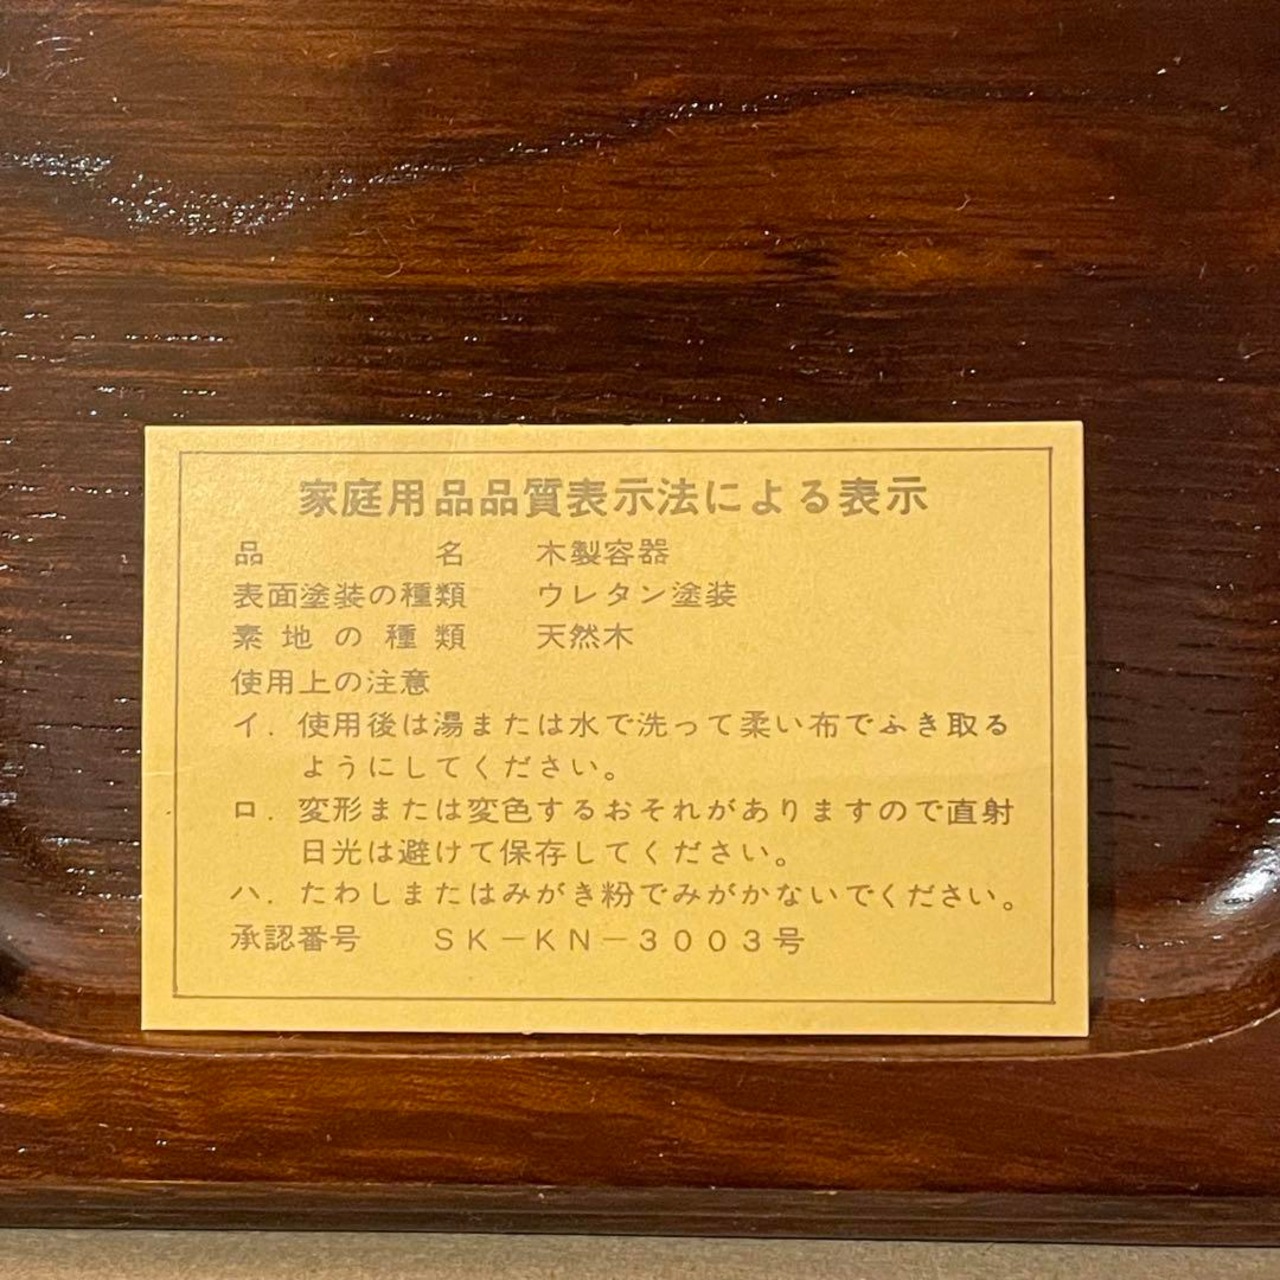 家庭用品品質表示法による表示
品名 木製容器
表面塗装の種類 ウレタン塗装
素地の種類 天然木
使用上の注意
イ. 使用後は湯または水で洗って柔い布でふき取る
ようにしてください。
ロ. 変形または変色するおそれがありますので直射
日光は避けて保存してください。
ハ. たわしまたはみがき粉でみがかないでください。
承認番号 SK-KN-3003号